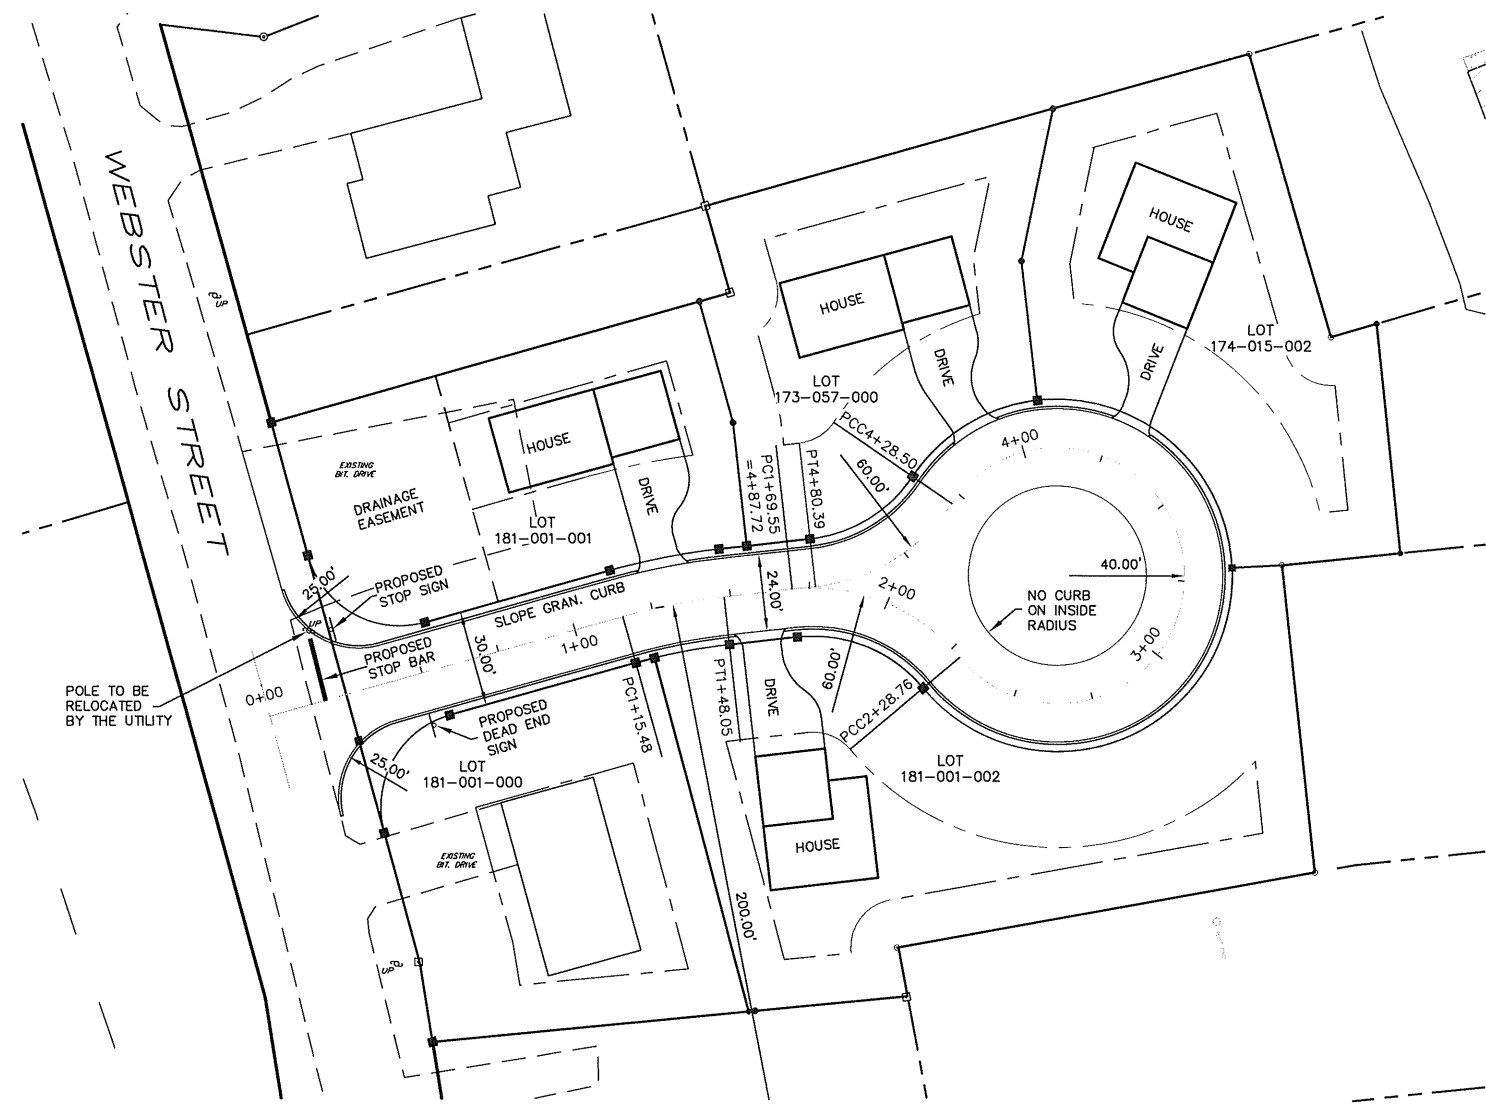 WEBSTER STREET
UP
HOUSE
LOT
174-015-002
DRIVE
HOUSE
DRIVE
LOT
173-057-000
PCC4+28.50
60.00'
4+00
PC1+69.55
=4+87.72
PT4+80.39
EXISTING
BIT. DRIVE
DRAINAGE
EASEMENT
HOUSE
DRIVE
LOT
181-001-001
25.00'
PROPOSED
STOP SIGN
UP
SLOPE GRAN. CURB
24.00'
2+00
40.00'
NO CURB
ON INSIDE
RADIUS
3+00
PROPOSED
STOP BAR
30.00'
1+00
POLE TO BE
RELOCATED
BY THE UTILITY
0+00
PC1+15.48
PT1+48.05
DRIVE
60.00'
PCC2+28.76
PROPOSED
DEAD END
SIGN
25.00'
LOT
181-001-000
LOT
181-001-002
EXISTING
BIT. DRIVE
HOUSE
200.00'
UP